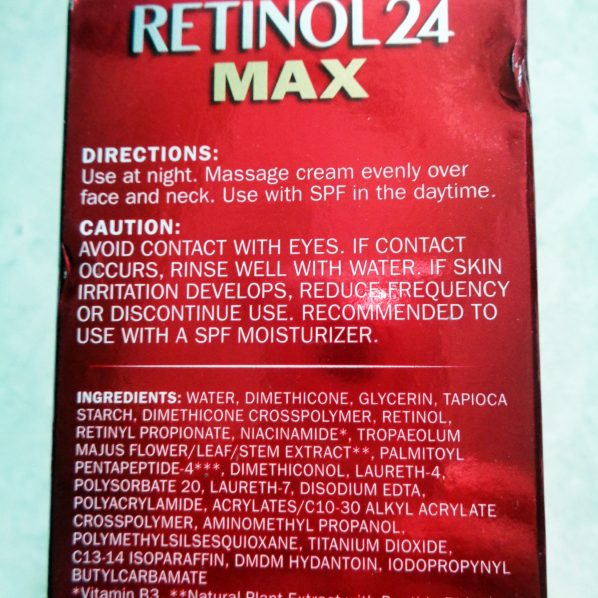 RETINOL 24
MAX
DIRECTIONS:
Use at night. Massage cream evenly over
face and neck. Use with SPF in the daytime.
CAUTION:
AVOID CONTACT WITH EYES. IF CONTACT
OCCURS, RINSE WELL WITH WATER. IF SKIN
IRRITATION DEVELOPS, REDUCE FREQUENCY
OR DISCONTINUE USE. RECOMMENDED TO
USE WITH A SPF MOISTURIZER.
INGREDIENTS: WATER, DIMETHICONE, GLYCERIN, TAPIOCA
STARCH, DIMETHICONE CROSSPOLYMER, RETINOL,
RETINYL PROPIONATE, NIACINAMIDE*, TROPAEOLUM
MAJUS FLOWER/LEAF/STEM EXTRACT**, PALMITOYL
PENTAPEPTIDE-4***, DIMETHICONOL, LAURETH-4,
POLYSORBATE 20, LAURETH-7, DISODIUM EDTA,
POLYACRYLAMIDE, ACRYLATES/C10-30 ALKYL ACRYLATE
CROSSPOLYMER, AMINOMETHYL PROPANOL,
POLYMETHYLSILSESQUIOXANE, TITANIUM DIOXIDE,
C13-14 ISOPARAFFIN, DMDM HYDANTOIN, IODOPROPYNYL
BUTYLCARBAMATE
*Vitamin B3 **Natural Plant Extract with